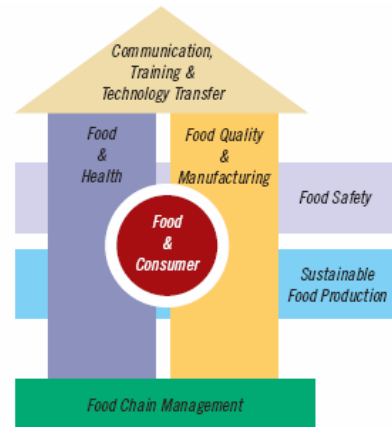 Communication,
Training &
Technology Transfer
Food
&
Health
Food Quality
&
Manufacturing
Food Safety
Food
&
Consumer
Sustainable
Food Production
Food Chain Management